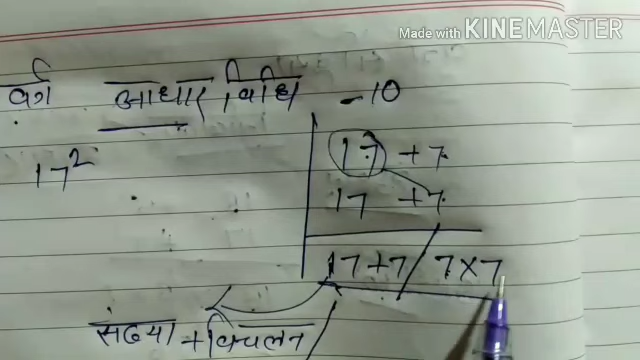 Made with KINEMASTER
वर्ग आधार विधि - 10
17²
17 + 7
17 + 7
17+7 / 7×7
संख्या + विचलन /